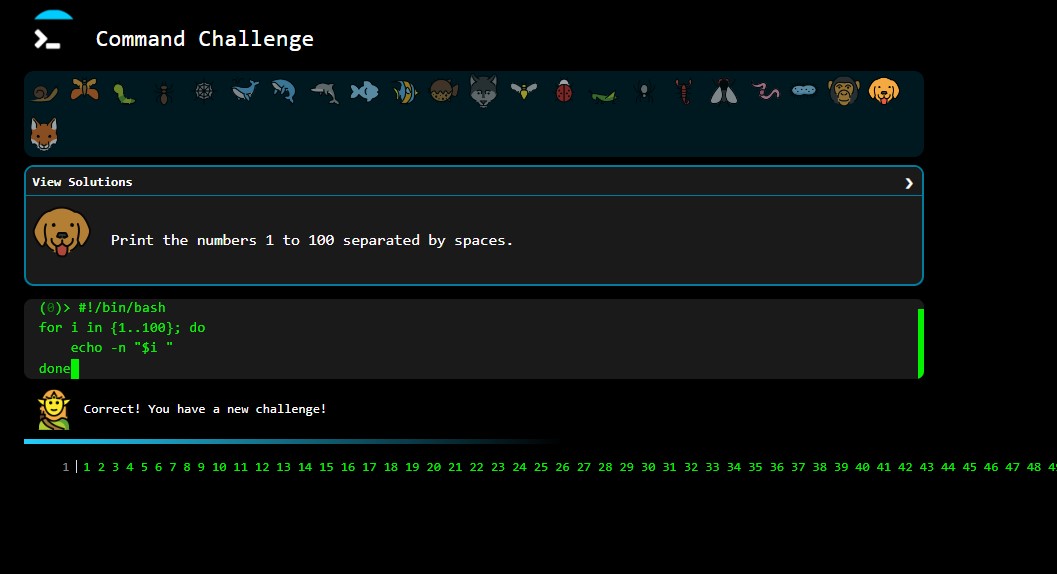 Command Challenge
View Solutions
Print the numbers 1 to 100 separated by spaces.
(0)> #!/bin/bash
for i in {1..100}; do
    echo -n "$i "
done
Correct! You have a new challenge!
1 1 2 3 4 5 6 7 8 9 10 11 12 13 14 15 16 17 18 19 20 21 22 23 24 25 26 27 28 29 30 31 32 33 34 35 36 37 38 39 40 41 42 43 44 45 46 47 48